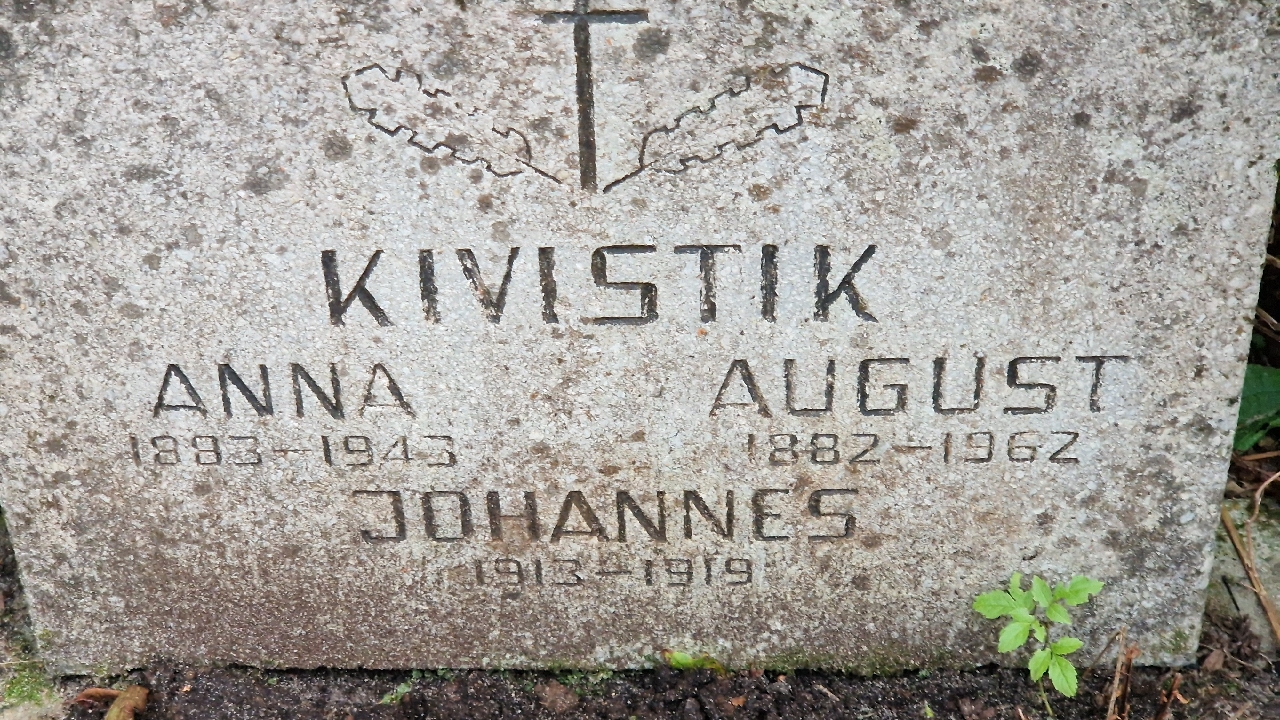 KIVISTIK
ANNA AUGUST
1883-1943 1882-1962
JOHANNES
1913-1919